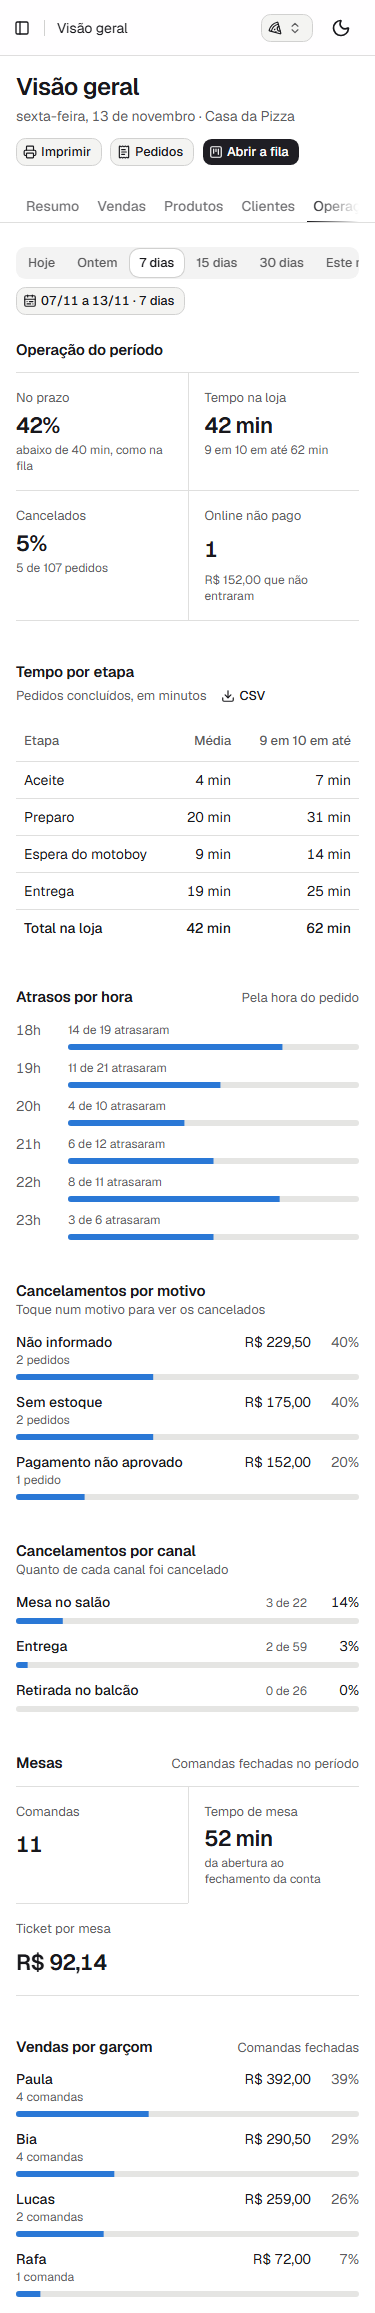 Visão geral
Visão geral
sexta-feira, 13 de novembro · Casa da Pizza
Imprimir Pedidos Abrir a fila
Resumo Vendas Produtos Clientes Opera
Hoje Ontem 7 dias 15 dias 30 dias Este
07/11 a 13/11 · 7 dias
Operação do período
No prazo
42%
abaixo de 40 min, como na
fila
Tempo na loja
42 min
9 em 10 em até 62 min
Cancelados
5%
5 de 107 pedidos
Online não pago
1
R$ 152,00 que não
entraram
Tempo por etapa
Pedidos concluídos, em minutos CSV
Etapa Média 9 em 10 em até
Aceite 4 min 7 min
Preparo 20 min 31 min
Espera do motoboy 9 min 14 min
Entrega 19 min 25 min
Total na loja 42 min 62 min
Atrasos por hora Pela hora do pedido
18h 14 de 19 atrasaram
19h 11 de 21 atrasaram
20h 4 de 10 atrasaram
21h 6 de 12 atrasaram
22h 8 de 11 atrasaram
23h 3 de 6 atrasaram
Cancelamentos por motivo
Toque num motivo para ver os cancelados
Não informado R$ 229,50 40%
2 pedidos
Sem estoque R$ 175,00 40%
2 pedidos
Pagamento não aprovado R$ 152,00 20%
1 pedido
Cancelamentos por canal
Quanto de cada canal foi cancelado
Mesa no salão 3 de 22 14%
Entrega 2 de 59 3%
Retirada no balcão 0 de 26 0%
Mesas Comandas fechadas no período
Comandas
11
Tempo de mesa
52 min
da abertura ao
fechamento da conta
Ticket por mesa
R$ 92,14
Vendas por garçom Comandas fechadas
Paula R$ 392,00 39%
4 comandas
Bia R$ 290,50 29%
4 comandas
Lucas R$ 259,00 26%
2 comandas
Rafa R$ 72,00 7%
1 comanda